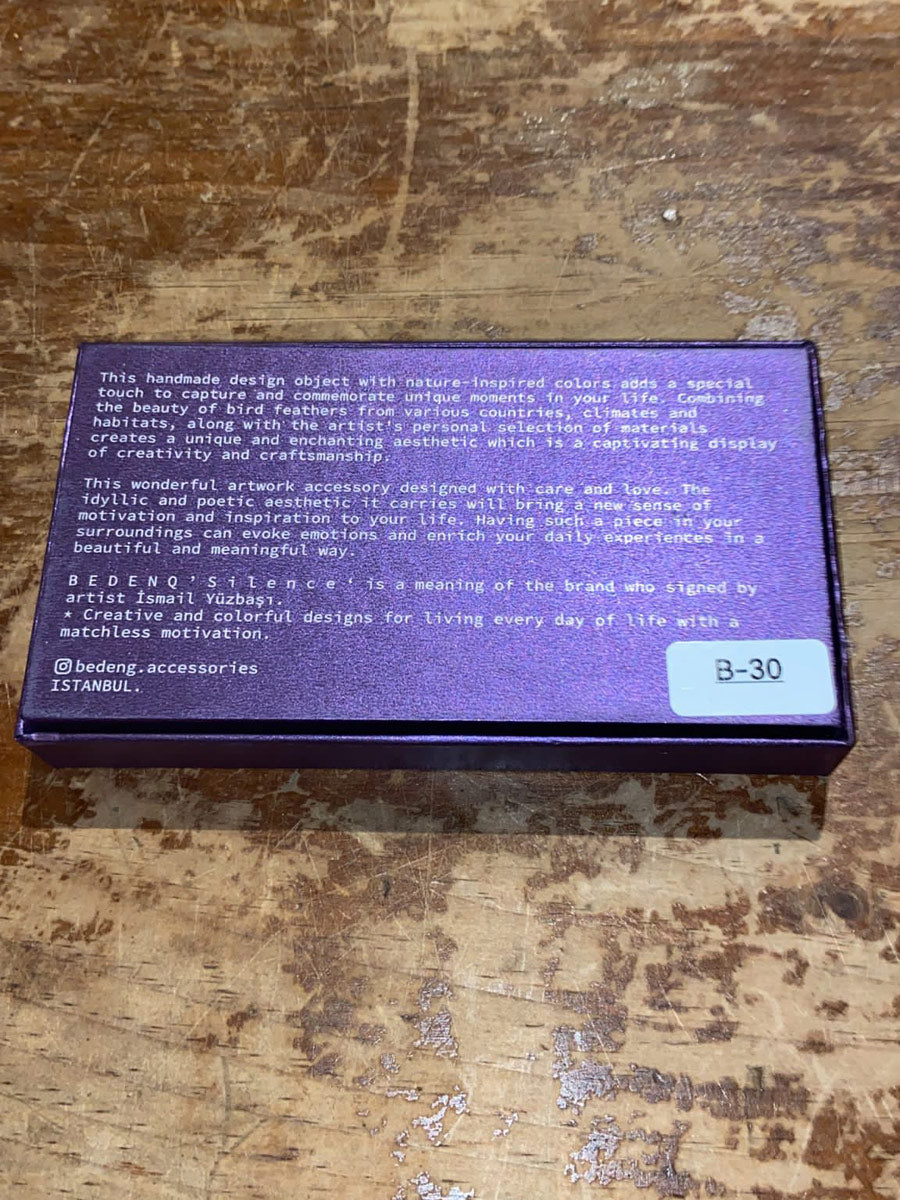 This handmade design object with nature-inspired colors adds a special
touch to capture and commemorate unique moments in your life. Combining
the beauty of bird feathers from various countries, climates and
habitats, along with the artist's personal selection of materials
creates a unique and enchanting aesthetic which is a captivating display
of creativity and craftsmanship.
This wonderful artwork accessory designed with care and love. The
idyllic and poetic aesthetic it carries will bring a new sense of
motivation and inspiration to your life. Having such a piece in your
surroundings can evoke emotions and enrich your daily experiences in a
beautiful and meaningful way.
B E D E N Q ’ S i l e n c e ‘ is a meaning of the brand who signed by
artist İsmail Yüzbaşı.
* Creative and colorful designs for living every day of life with a
matchless motivation.
bedenq.accessories
ISTANBUL.
B-30